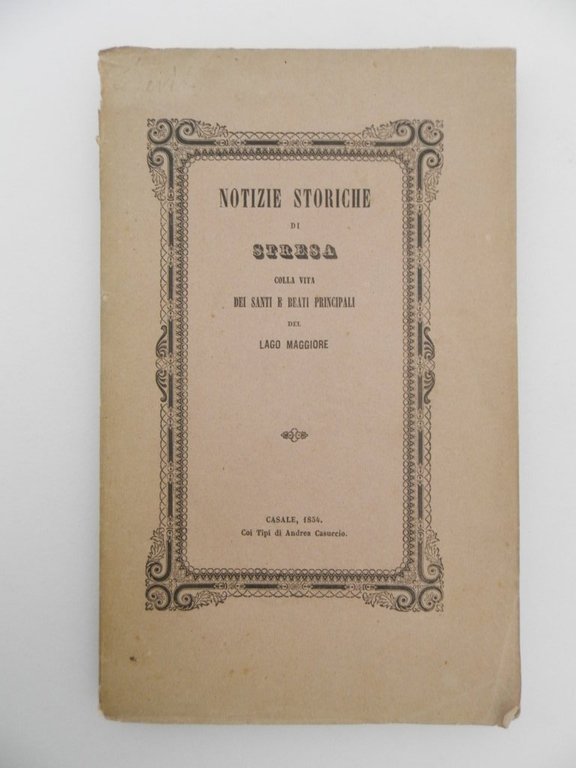 NOTIZIE STORICHE
DI
STRESA
COLLA VITA
DEI SANTI E BEATI PRINCIPALI
DEL
LAGO MAGGIORE
CASALE, 1854.
Coi Tipi di Andrea Casuccio.